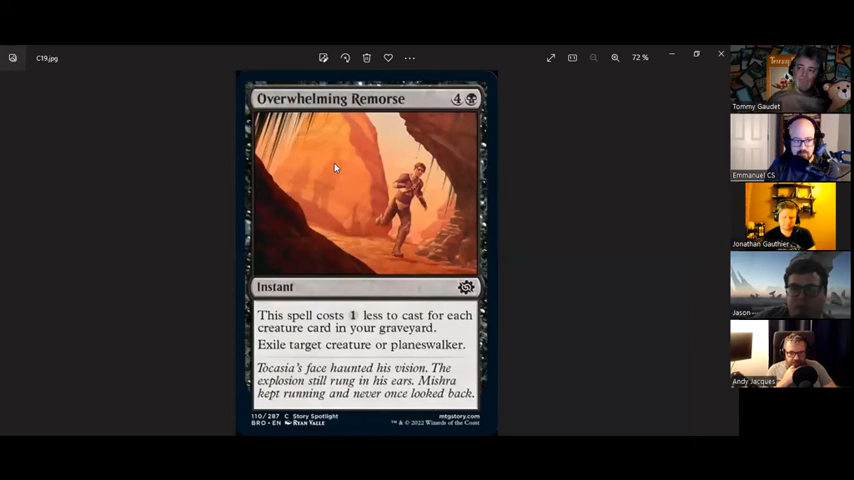 C19.jpg
72 %
Overwhelming Remorse 4
Instant
This spell costs 1 less to cast for each
creature card in your graveyard.
Exile target creature or planeswalker.
Tocasia's face haunted his vision. The
explosion still rung in his ears. Mishra
kept running and never once looked back.
110/287 C Story Spotlight
mtgstory.com
BRO • EN RYAN VALLE
™ & © 2022 Wizards of the Coast
Tommy Gaudet
Emmanuel CS
Jonathan Gauthier
Jason
Andy Jacques